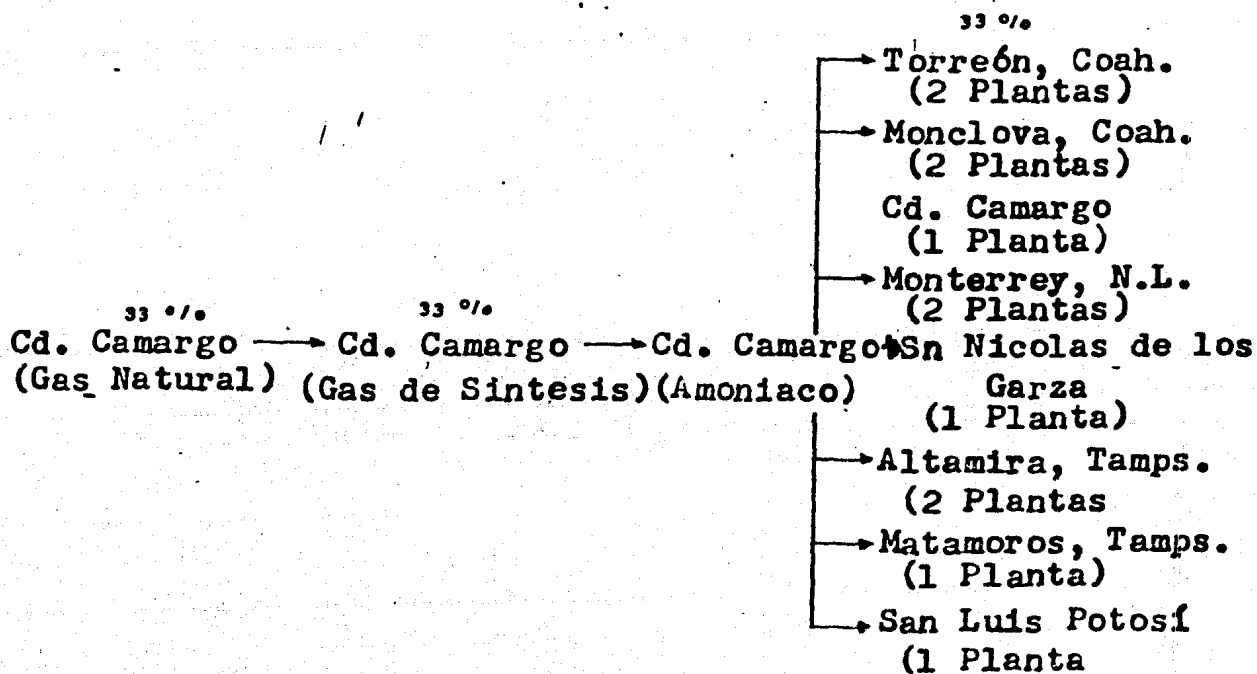 33 %
Torreón, Coah.
(2 Plantas)
Monclova, Coah.
(2 Plantas)
Cd. Camargo
(1 Planta)
Monterrey, N.L.
(2 Plantas)
33 % 33 %
Cd. Camargo Cd. Camargo Cd. Camargo Sn Nicolas de los
(Gas Natural) (Gas de Sintesis) (Amoniaco) Garza
(1 Planta)
Altamira, Tamps.
(2 Plantas
Matamoros, Tamps.
(1 Planta)
San Luis Potosí
(1 Planta